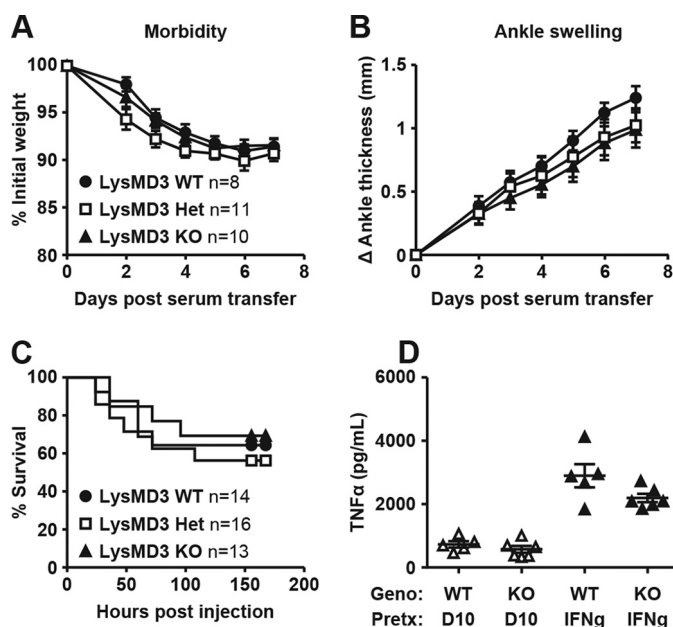 A
Morbidity
% Initial weight
100
95
90
85
80
LysMD3 WT n=8
LysMD3 Het n=11
LysMD3 KO n=10
0 2 4 6 8
Days post serum transfer
B
Ankle swelling
Δ Ankle thickness (mm)
1.5
1
0.5
0
0 2 4 6 8
Days post serum transfer
C
% Survival
100
80
60
40
20
0
LysMD3 WT n=14
LysMD3 Het n=16
LysMD3 KO n=13
0 50 100 150 200
Hours post injection
D
TNFα (pg/mL)
6000
4000
2000
0
Geno: WT KO WT KO
Pretx: D10 D10 IFNg IFNg